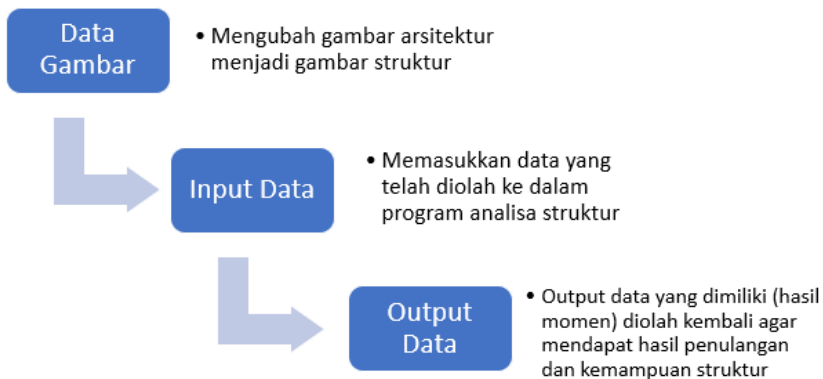 Data
Gambar
• Mengubah gambar arsitektur
menjadi gambar struktur
Input Data
• Memasukkan data yang
telah diolah ke dalam
program analisa struktur
Output
Data
• Output data yang dimiliki (hasil
momen) diolah kembali agar
mendapat hasil penulangan
dan kemampuan struktur